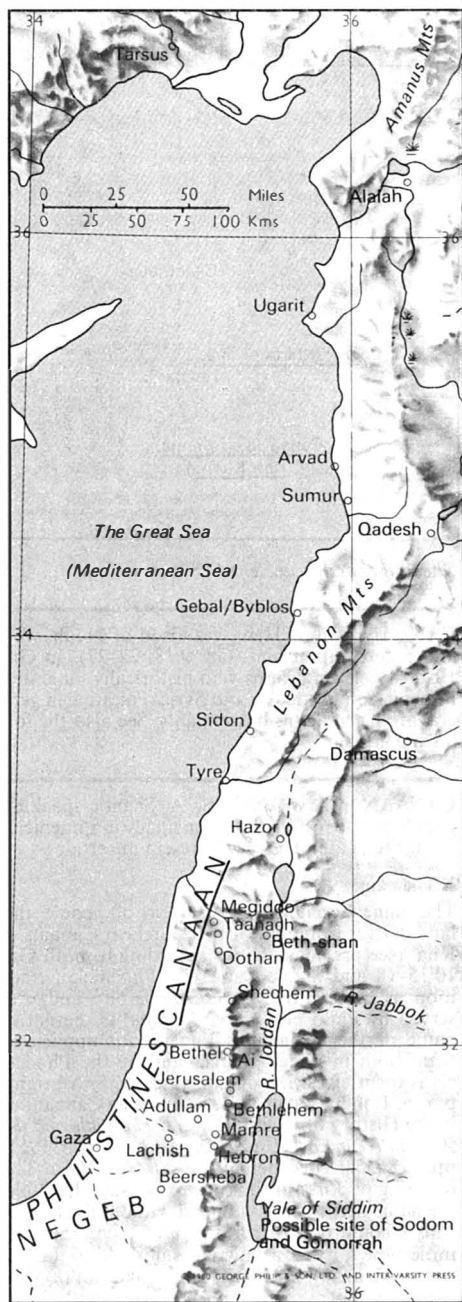 34
36
Tarsus
Amanus Mts
0 25 50 Miles
0 25 50 75 100 Kms
Alalah
36
36
Ugarit
Arvad
Sumur
Qadesh
The Great Sea
(Mediterranean Sea)
Gebal/Byblos
34
34
Lebanon Mts
Sidon
Damascus
Tyre
Hazor
CANAAN
Megiddo
Taanach
Beth-shan
Dothan
Shechem
R. Jabbok
R. Jordan
32
32
Bethel
Ai
Jerusalem
PHILISTINES
Adullam
Bethlehem
Gaza
Mamre
Lachish
Hebron
Beersheba
NEGEB
Vale of Siddim
Possible site of Sodom
and Gomorrah
GEORGE PHILIP & SON, LTD. AND INTER-VARSITY PRESS
36